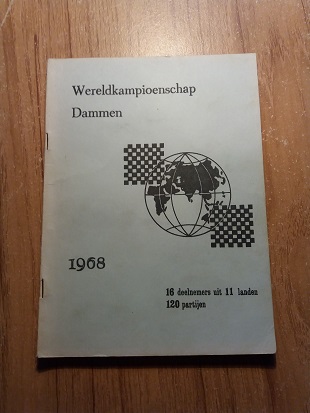 Wereldkampioenschap
Dammen
1968
16 deelnemers uit 11 landen
120 partijen